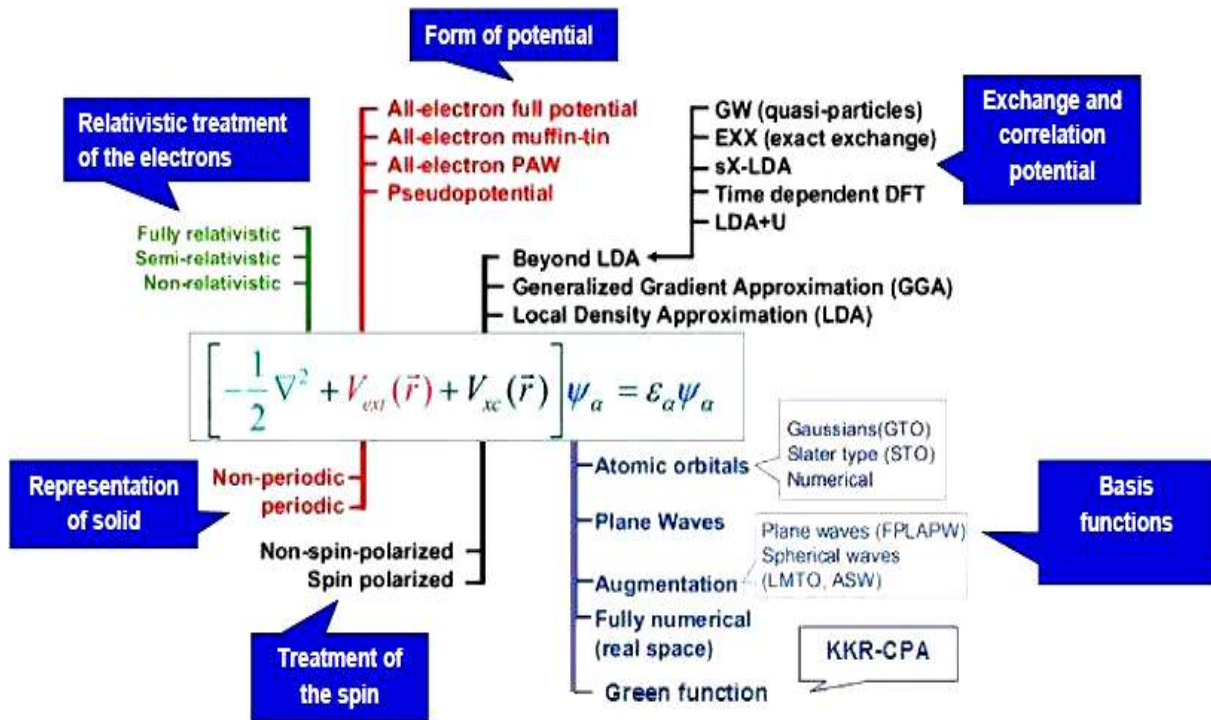 Form of potential
Relativistic treatment
of the electrons
All-electron full potential
All-electron muffin-tin
All-electron PAW
Pseudopotential
GW (quasi-particles)
EXX (exact exchange)
sX-LDA
Time dependent DFT
LDA+U
Exchange and
correlation
potential
Fully relativistic
Semi-relativistic
Non-relativistic
Beyond LDA
Generalized Gradient Approximation (GGA)
Local Density Approximation (LDA)
[-1/2 ∇² + V_ext(r⃗) + V_xc(r⃗)] ψ_α = ε_α ψ_α
Representation
of solid
Non-periodic
periodic
Non-spin-polarized
Spin polarized
Treatment of
the spin
Atomic orbitals
Gaussians(GTO)
Slater type (STO)
Numerical
Plane Waves
Augmentation
Plane waves (FPLAPW)
Spherical waves
(LMTO, ASW)
Fully numerical
(real space)
Green function
KKR-CPA
Basis
functions